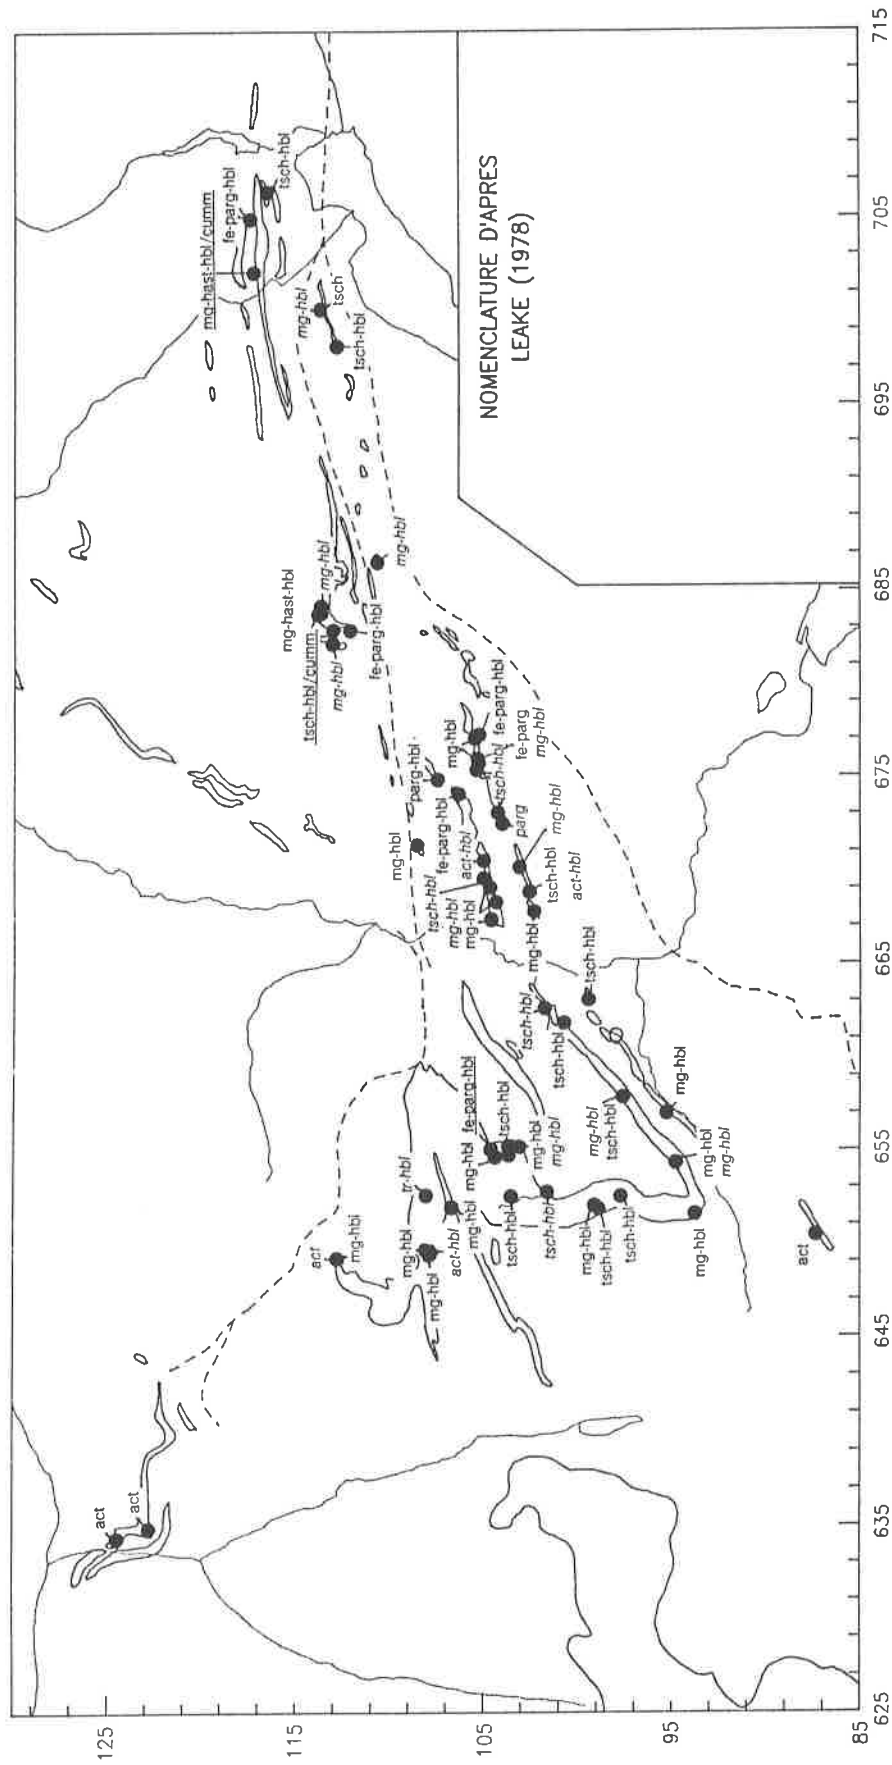 act
act
act
mg-hbl
mg-hbl
mg-hbl
tr-hbl
act-hbl
mg-hbl
mg-hbl
fe-parg-hbl
tsch-hbl
mg-hbl
mg-hbl
tsch-hbl
tsch-hbl
mg-hbl
tsch-hbl
tsch-hbl
mg-hbl
act
mg-hbl
mg-hbl
mg-hbl
tsch-hbl
mg-hbl
tsch-hbl
tsch-hbl
tsch-hbl
mg-hbl
mg-hbl
mg-hbl
tsch-hbl
mg-hbl
act-hbl
fe-parg-hbl
parg-hbl
tsch-hbl
act-hbl
mg-hbl
parg
tsch-hbl
mg-hbl
fe-parg
mg-hbl
fe-parg-hbl
tsch-hbl/cumm
mg-hbl
mg-hast-hbl
mg-hbl
fe-parg-hbl
mg-hbl
mg-hast-hbl/cumm
fe-parg-hbl
tsch-hbl
mg-hbl
tsch
tsch-hbl
NOMENCLATURE D'APRES
LEAKE (1978)
125
115
105
95
85
625
635
645
655
665
675
685
695
705
715